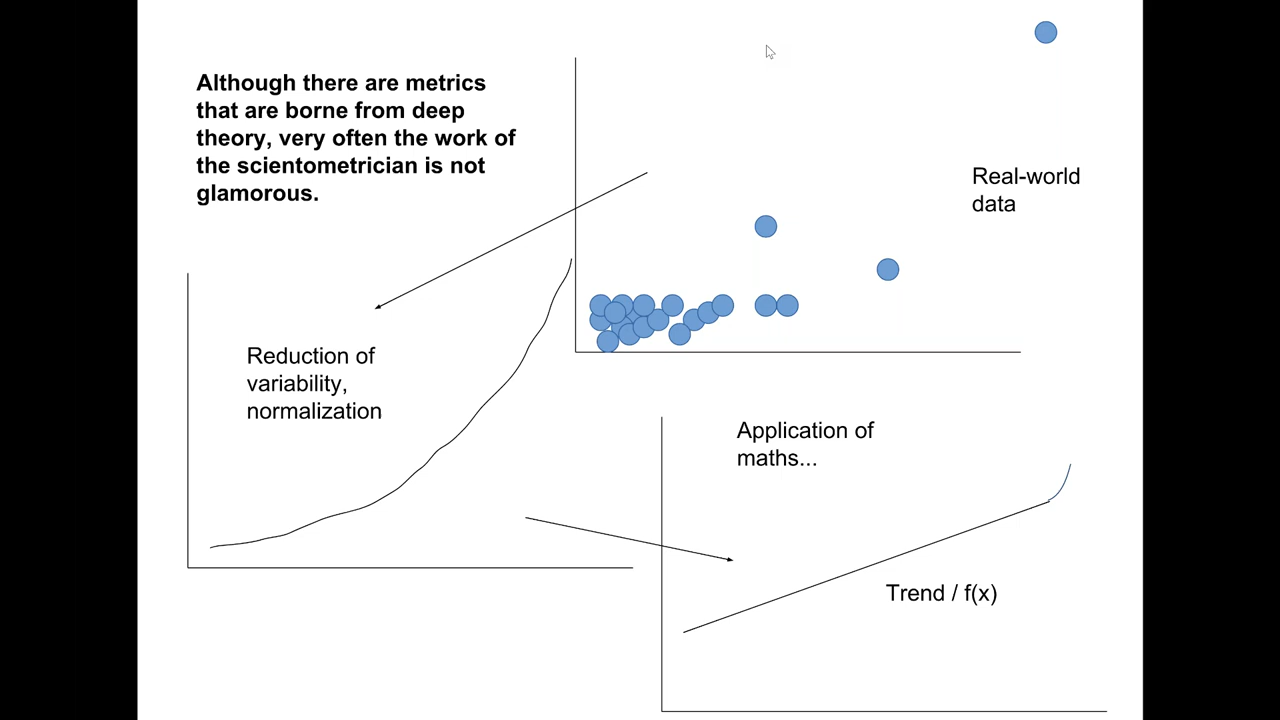 Although there are metrics
that are borne from deep
theory, very often the work of
the scientometrician is not
glamorous.
Real-world
data
Reduction of
variability,
normalization
Application of
maths...
Trend / f(x)